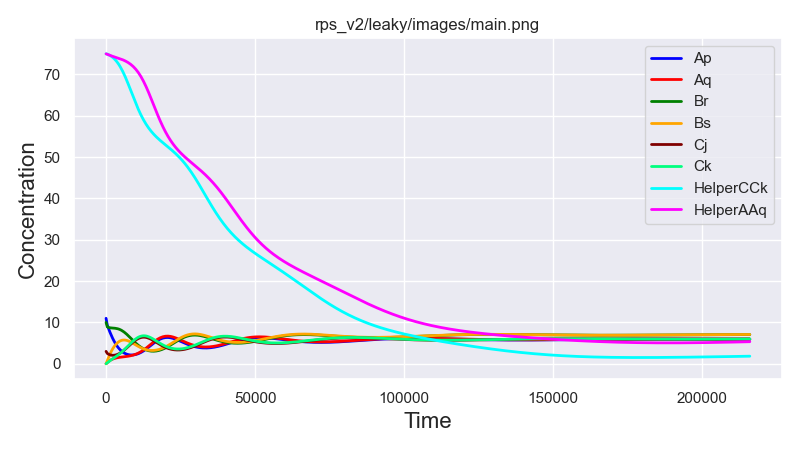 rps_v2/leaky/images/main.png
Concentration
70
60
50
40
30
20
10
0
Ap
Aq
Br
Bs
Cj
Ck
HelperCCk
HelperAAq
0
50000
100000
150000
200000
Time